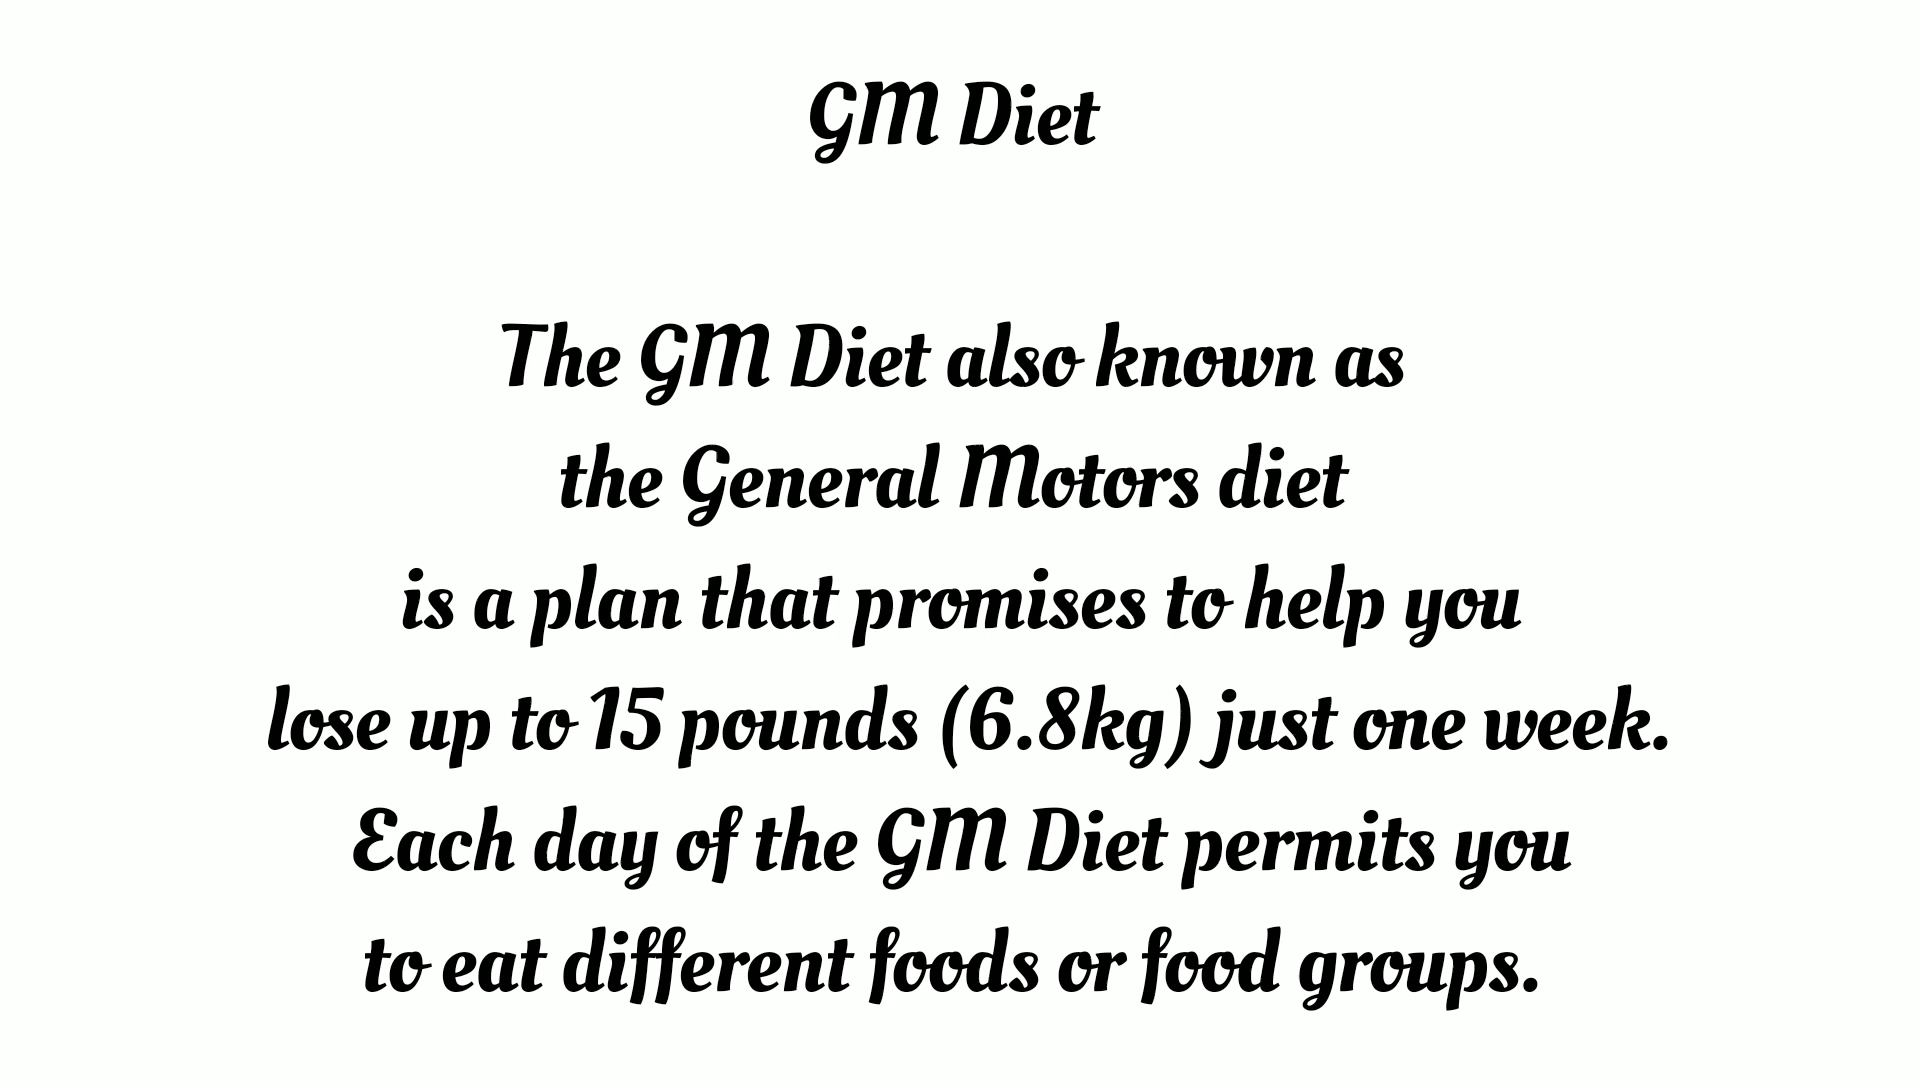 GM Diet
The GM Diet also known as
the General Motors diet
is a plan that promises to help you
lose up to 15 pounds (6.8kg) just one week.
Each day of the GM Diet permits you
to eat different foods or food groups.